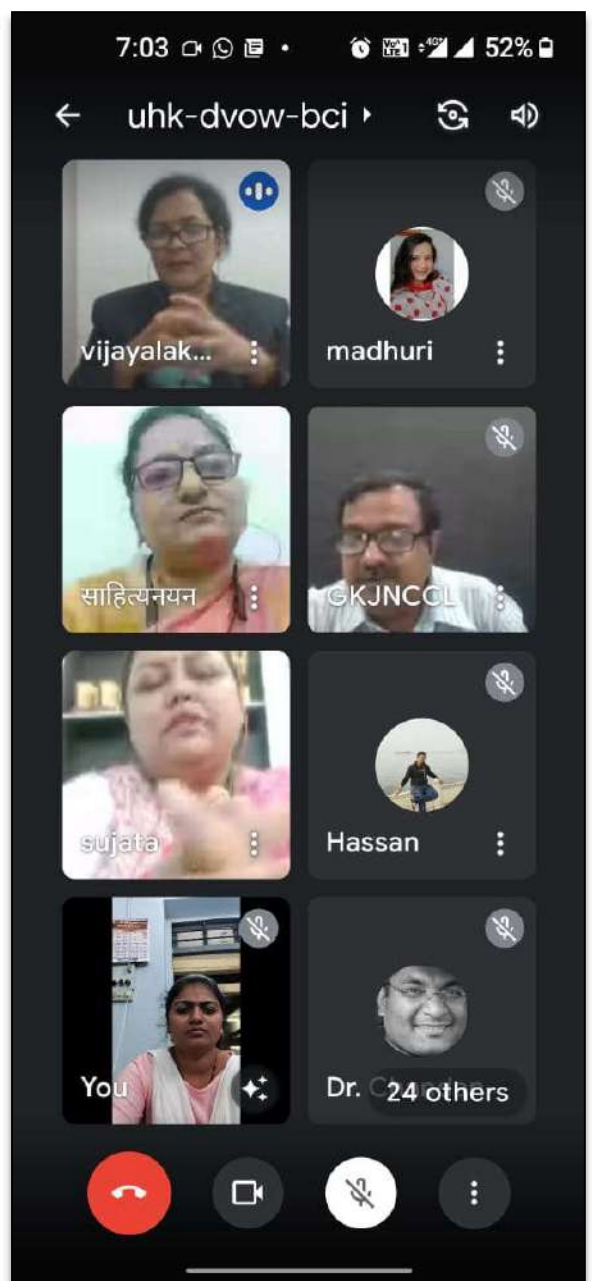 7:03 52%
uhk-dvow-bci
vijayalak...
madhuri
साहित्यनयन
GKJNCCL
sujata
Hassan
You
Dr.
24 others